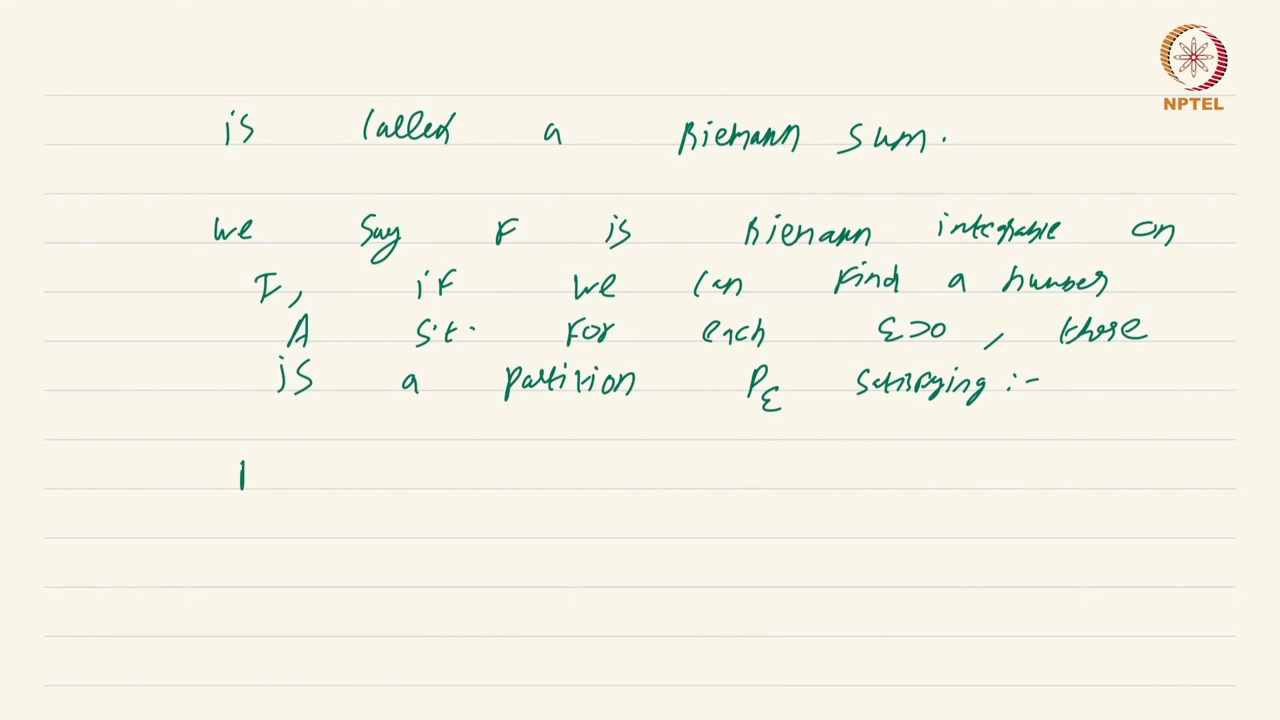 NPTEL
is called a Riemann sum.
We say F is Riemann integrable on
I, if we can find a number
A s.t. for each ε>0, there
is a partition P_ε satisfying :-
|